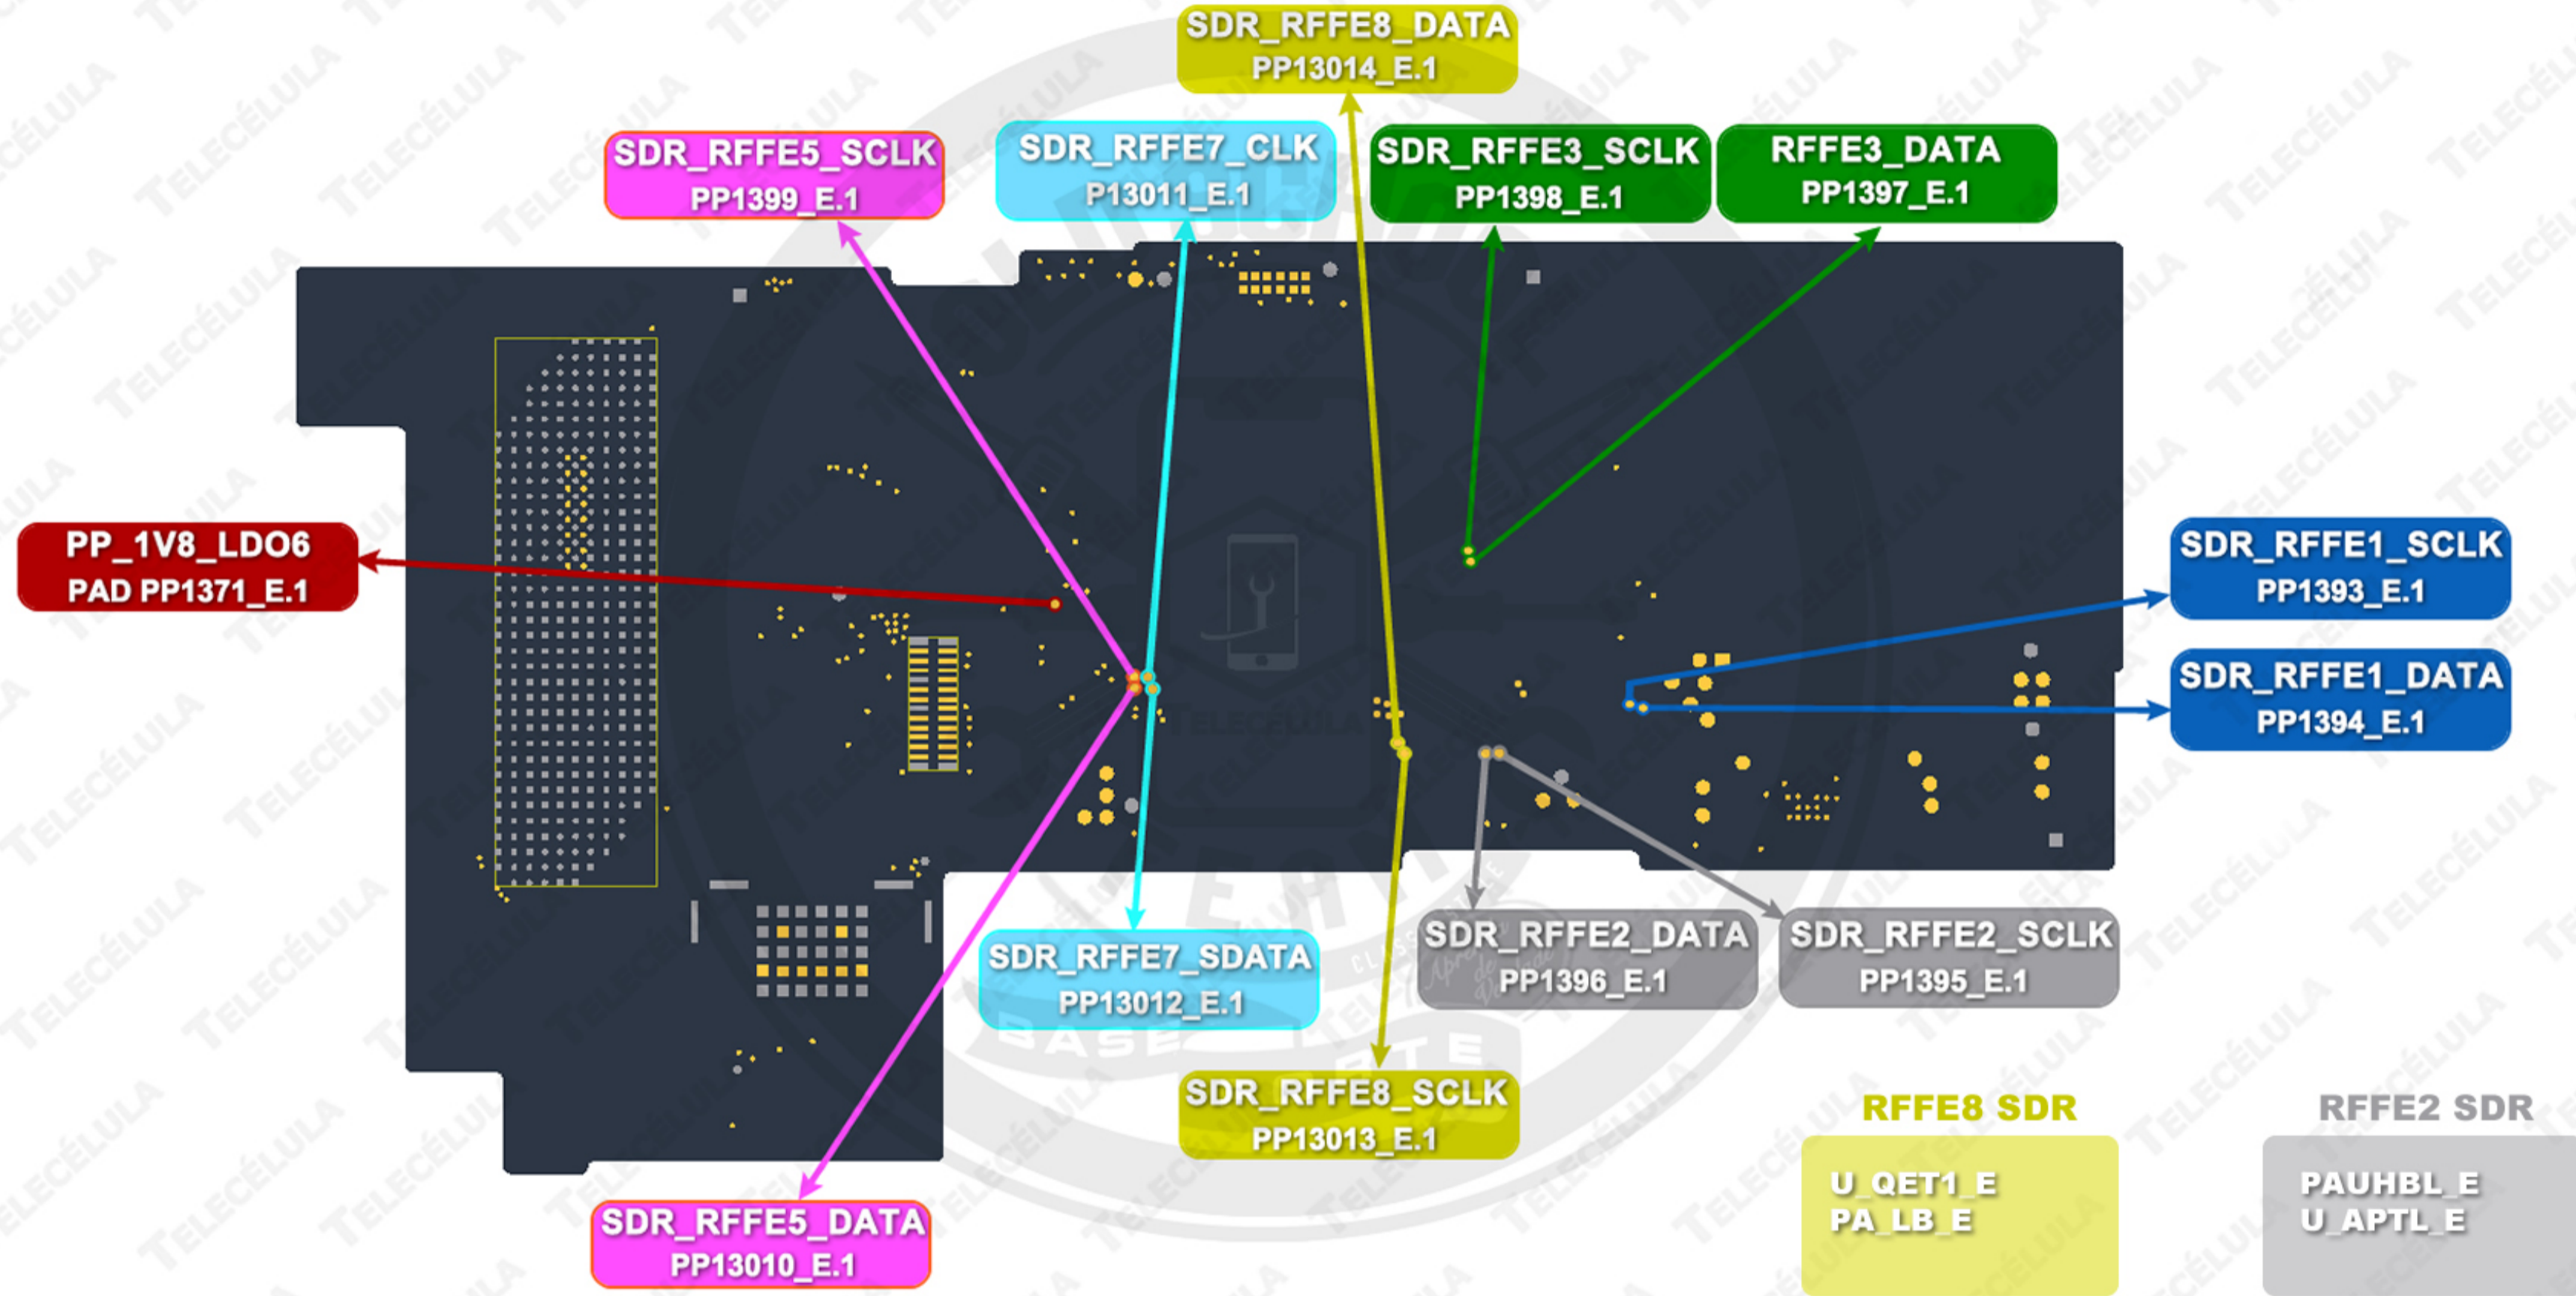 SDR_RFFE8_DATA
PP13014_E.1
SDR_RFFE5_SCLK
PP1399_E.1
SDR_RFFE7_CLK
P13011_E.1
SDR_RFFE3_SCLK
PP1398_E.1
RFFE3_DATA
PP1397_E.1
PP_1V8_LDO6
PAD PP1371_E.1
SDR_RFFE1_SCLK
PP1393_E.1
SDR_RFFE1_DATA
PP1394_E.1
TELECÉLULA
SDR_RFFE7_SDATA
PP13012_E.1
SDR_RFFE2_DATA
PP1396_E.1
SDR_RFFE2_SCLK
PP1395_E.1
BASE
SDR_RFFE8_SCLK
PP13013_E.1
SDR_RFFE5_DATA
PP13010_E.1
RFFE8 SDR
U_QET1_E
PA_LB_E
RFFE2 SDR
PAUHBL_E
U_APTL_E